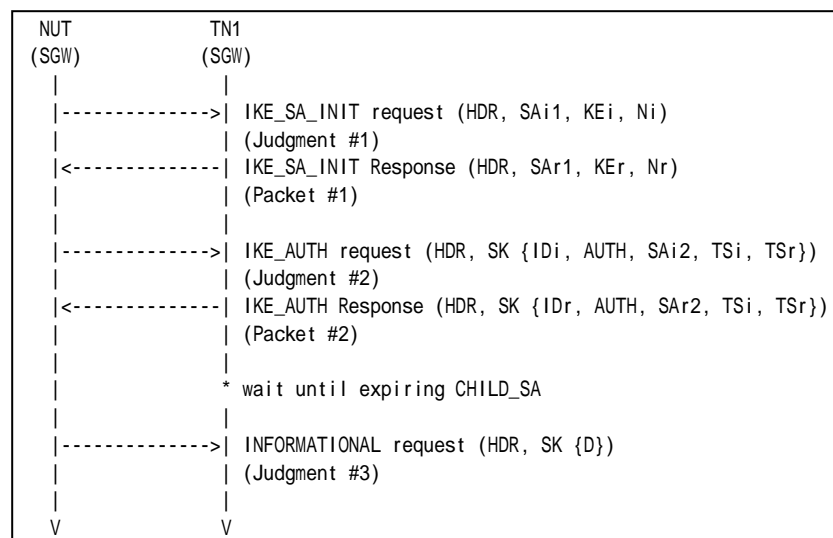 NUT TN1
(SGW) (SGW)
| |
|-------------->| IKE_SA_INIT request (HDR, SAi1, KEi, Ni)
| | (Judgment #1)
|<--------------| IKE_SA_INIT Response (HDR, SAr1, KEr, Nr)
| | (Packet #1)
| |
|-------------->| IKE_AUTH request (HDR, SK {IDi, AUTH, SAi2, TSi, TSr})
| | (Judgment #2)
|<--------------| IKE_AUTH Response (HDR, SK {IDr, AUTH, SAr2, TSi, TSr})
| | (Packet #2)
| |
| * wait until expiring CHILD_SA
| |
|-------------->| INFORMATIONAL request (HDR, SK {D})
| | (Judgment #3)
| |
V V